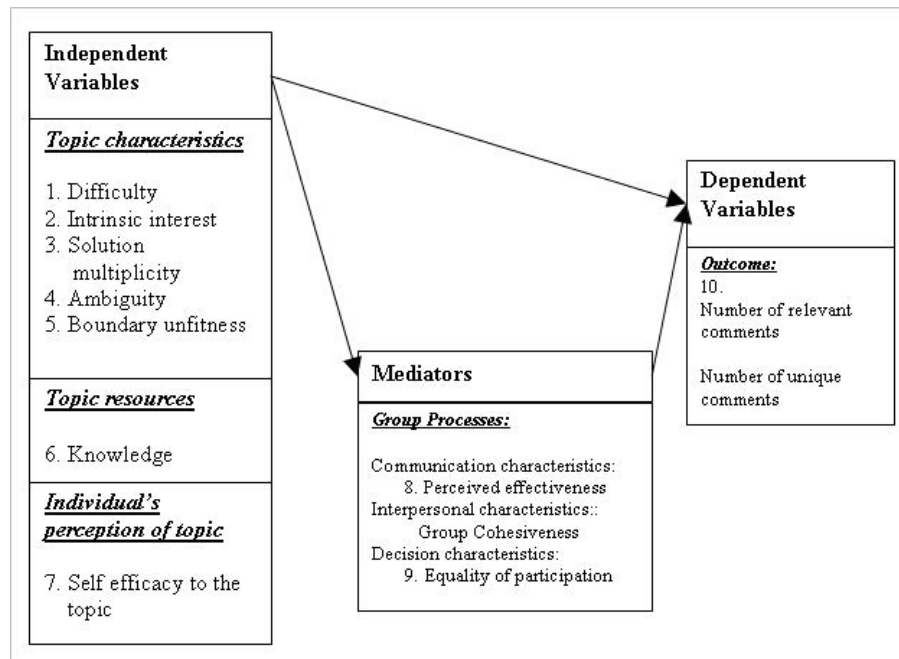 Independent
Variables
Topic characteristics
1. Difficulty
2. Intrinsic interest
3. Solution
multiplicity
4. Ambiguity
5. Boundary unfitness
Topic resources
6. Knowledge
Individual's
perception of topic
7. Self efficacy to the
topic
Mediators
Group Processes:
Communication characteristics:
8. Perceived effectiveness
Interpersonal characteristics::
Group Cohesiveness
Decision characteristics:
9. Equality of participation
Dependent
Variables
Outcome:
10.
Number of relevant
comments
Number of unique
comments